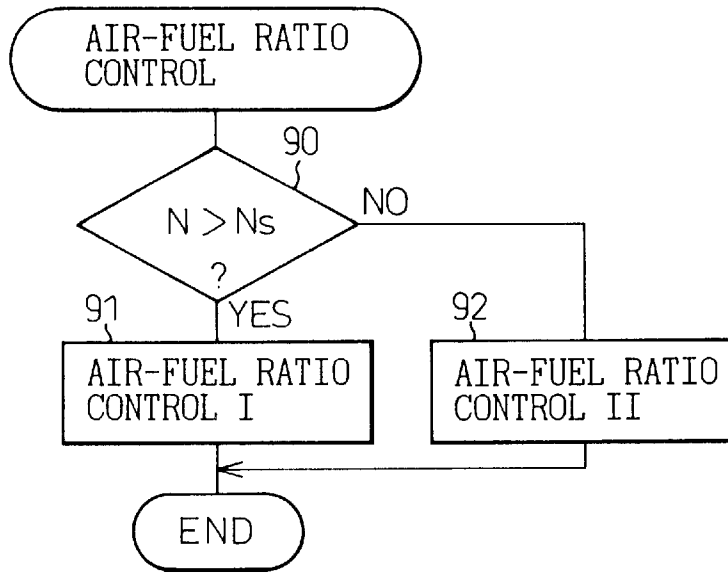 AIR-FUEL RATIO
CONTROL
90
N > Ns
?
NO
YES
91
AIR-FUEL RATIO
CONTROL I
92
AIR-FUEL RATIO
CONTROL II
END